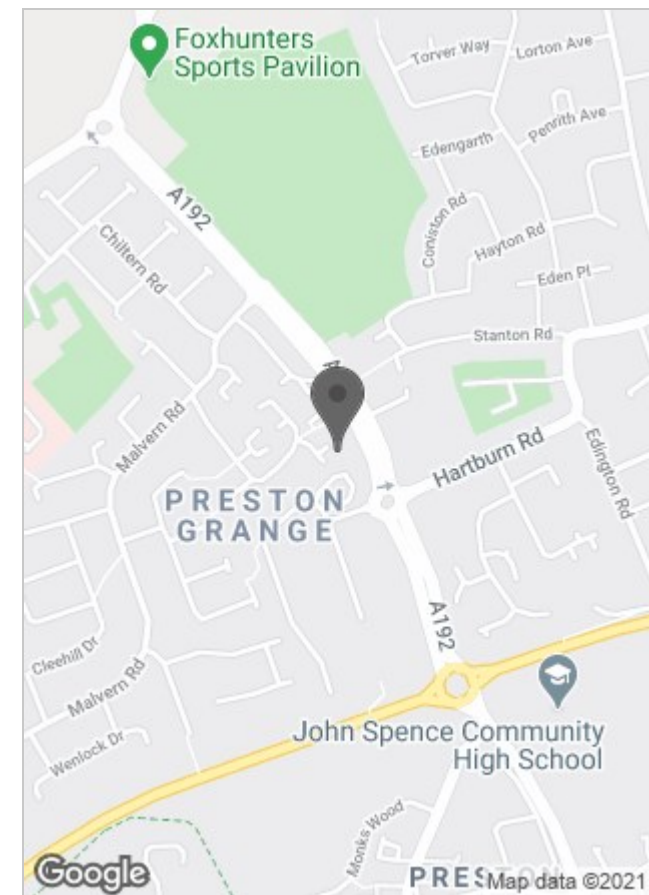 Foxhunters
Sports Pavilion
Torver Way
Lorton Ave
Penrith Ave
Edengarth
A192
Coniston Rd
Chiltern Rd
Hayton Rd
Eden Pl
Stanton Rd
Malvern Rd
Hartburn Rd
Edington Rd
PRESTON
GRANGE
A192
Cleehill Dr
Malvern Rd
Wenlock Dr
John Spence Community
High School
Monks Wood
PRESTON
Google
Map data ©2021